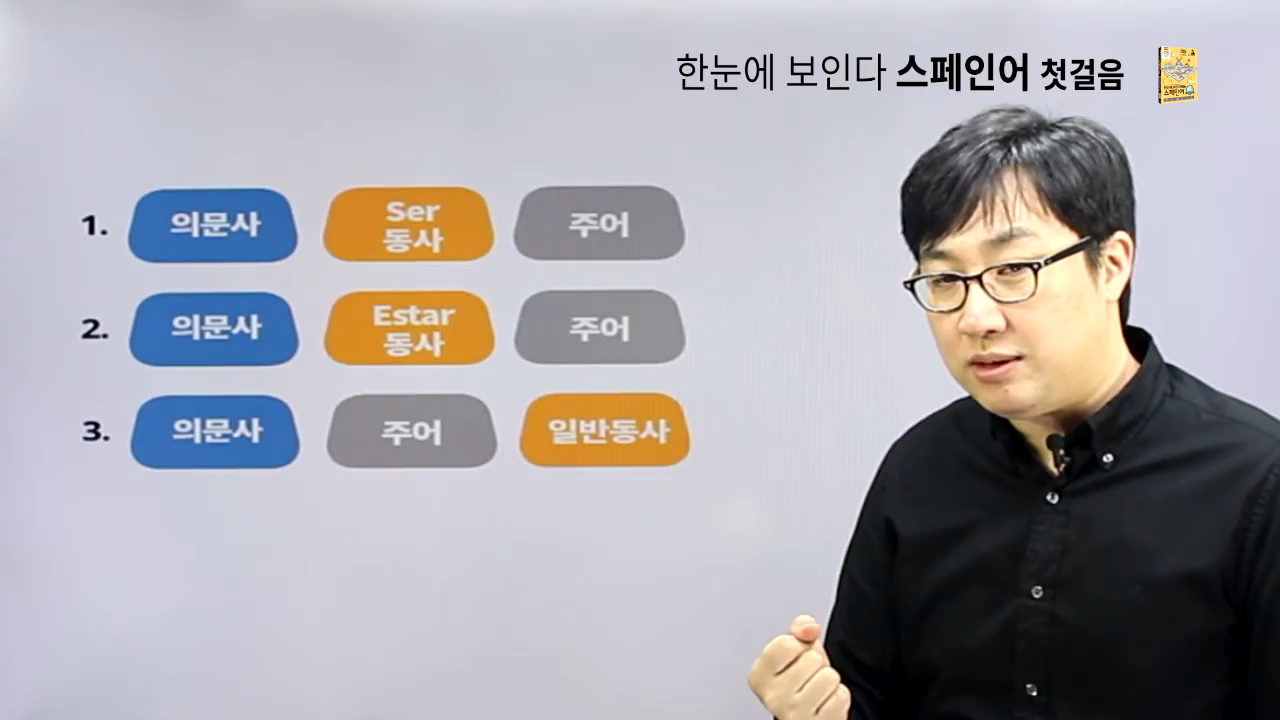 한눈에 보인다 스페인어 첫걸음
1. 의문사 Ser 동사 주어
2. 의문사 Estar 동사 주어
3. 의문사 주어 일반동사